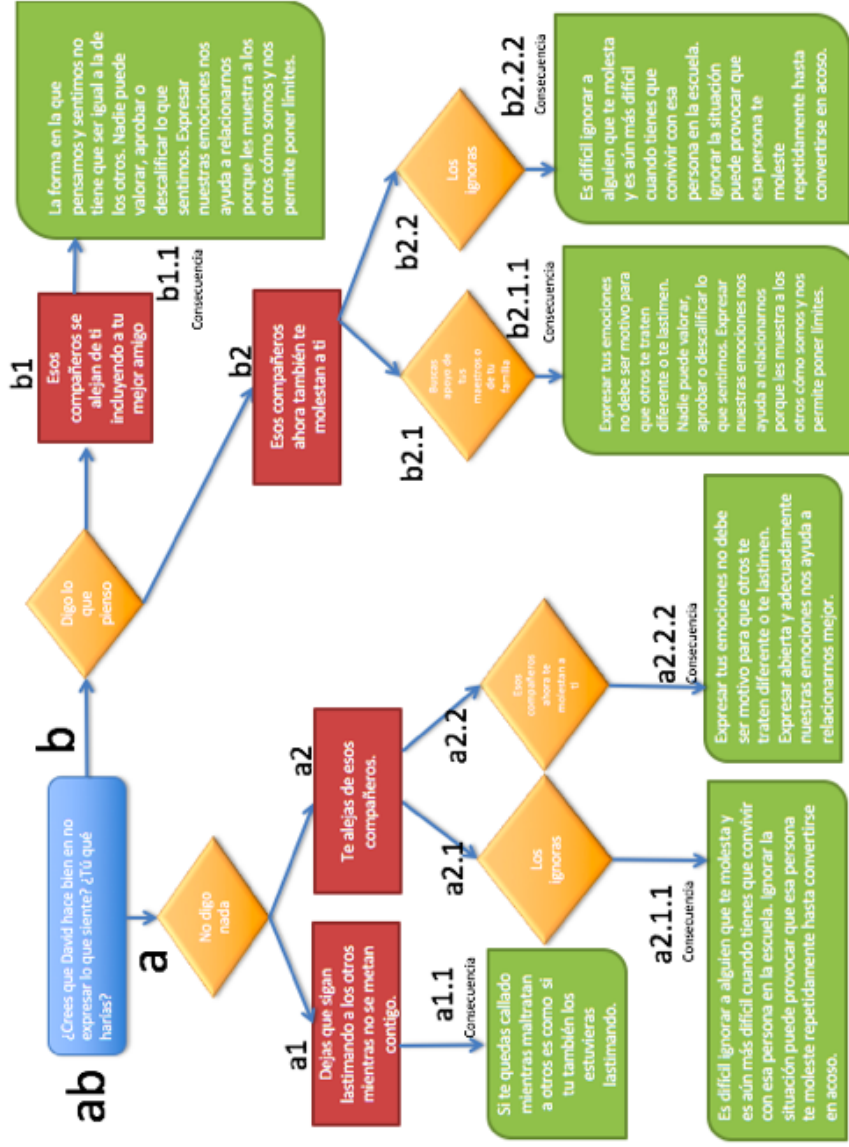 ab
¿Crees que David hace bien en no
expresar lo que siente? ¿Tú qué
harías?
b
Digo lo
que
pienso
b1
Esos
compañeros se
alejan de ti
incluyendo a tu
mejor amigo
b1.1
Consecuencia
La forma en la que
pensamos y sentimos no
tiene que ser igual a la de
los otros. Nadie puede
valorar, aprobar o
descalificar lo que
sentimos. Expresar
nuestras emociones nos
ayuda a relacionarnos
porque les muestra a los
otros cómo somos y nos
permite poner límites.
b2
Esos compañeros
ahora también te
molestan a ti
b2.1
Buscas
apoyo de
tus
maestros o
de tu
familia
b2.1.1
Consecuencia
Expresar tus emociones
no debe ser motivo para
que otros te traten
diferente o te lastimen.
Nadie puede valorar,
aprobar o descalificar lo
que sentimos. Expresar
nuestras emociones nos
ayuda a relacionarnos
porque les muestra a los
otros cómo somos y nos
permite poner límites.
b2.2
Los
ignoras
b2.2.2
Consecuencia
Es difícil ignorar a
alguien que te molesta
y es aún más difícil
cuando tienes que
convivir con esa
persona en la escuela.
Ignorar la situación
puede provocar que
esa persona te
moleste
repetidamente hasta
convertirse en acoso.
a
No digo
nada
a1
Dejas que sigan
lastimando a los otros
mientras no se metan
contigo.
a1.1
Consecuencia
Si te quedas callado
mientras maltratan
a otros es como si
tu también los
estuvieras
lastimando.
a2
Te alejas de esos
compañeros.
a2.1
Los
ignoras
a2.1.1
Consecuencia
Es difícil ignorar a alguien que te molesta y
es aún más difícil cuando tienes que convivir
con esa persona en la escuela. Ignorar la
situación puede provocar que esa persona
te moleste repetidamente hasta convertirse
en acoso.
a2.2
Esos
compañeros
ahora te
molestan a
ti
a2.2.2
Consecuencia
Expresar tus emociones no debe
ser motivo para que otros te
traten diferente o te lastimen.
Expresar abierta y adecuadamente
nuestras emociones nos ayuda a
relacionarnos mejor.